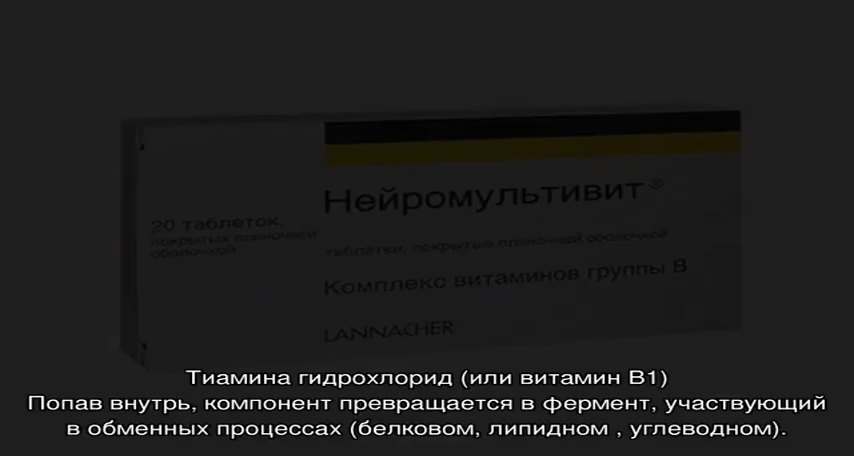 Нейромультивит®
20 таблеток,
покрытых пленочной
оболочкой
таблетки, покрытые пленочной оболочкой
Комплекс витаминов группы В
LANNACHER
Тиамина гидрохлорид (или витамин В1)
Попав внутрь, компонент превращается в фермент, участвующий
в обменных процессах (белковом, липидном , углеводном).